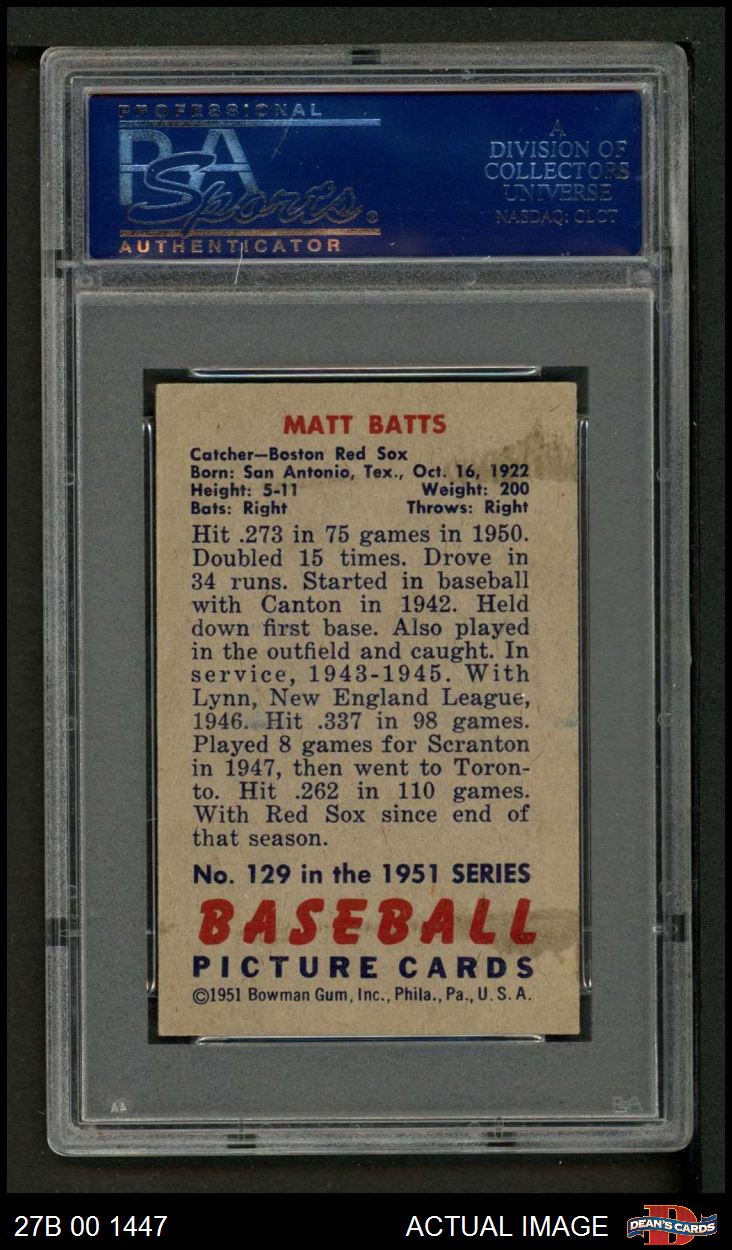 PROFESSIONAL
PSA
Sports
AUTHENTICATOR
A
DIVISION OF
COLLECTORS
UNIVERSE
NASDAQ: CLCT
MATT BATTS
Catcher—Boston Red Sox
Born: San Antonio, Tex., Oct. 16, 1922
Height: 5-11 Weight: 200
Bats: Right Throws: Right
Hit .273 in 75 games in 1950.
Doubled 15 times. Drove in
34 runs. Started in baseball
with Canton in 1942. Held
down first base. Also played
in the outfield and caught. In
service, 1943-1945. With
Lynn, New England League,
1946. Hit .337 in 98 games.
Played 8 games for Scranton
in 1947, then went to Toron-
to. Hit .262 in 110 games.
With Red Sox since end of
that season.
No. 129 in the 1951 SERIES
BASEBALL
PICTURE CARDS
©1951 Bowman Gum, Inc., Phila., Pa., U.S.A.
PSA
27B 00 1447 ACTUAL IMAGE DEAN'S CARDS